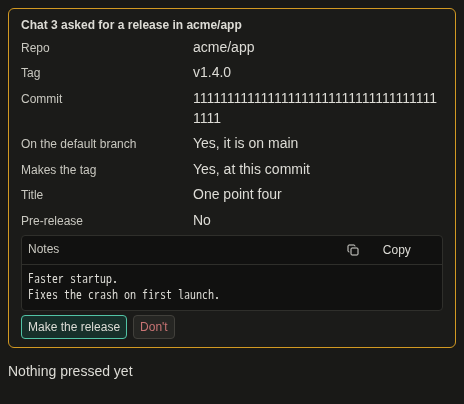 Chat 3 asked for a release in acme/app
Repo acme/app
Tag v1.4.0
Commit 111111111111111111111111111111111111
1111
On the default branch Yes, it is on main
Makes the tag Yes, at this commit
Title One point four
Pre-release No
Notes Copy
Faster startup.
Fixes the crash on first launch.
Make the release Don't
Nothing pressed yet